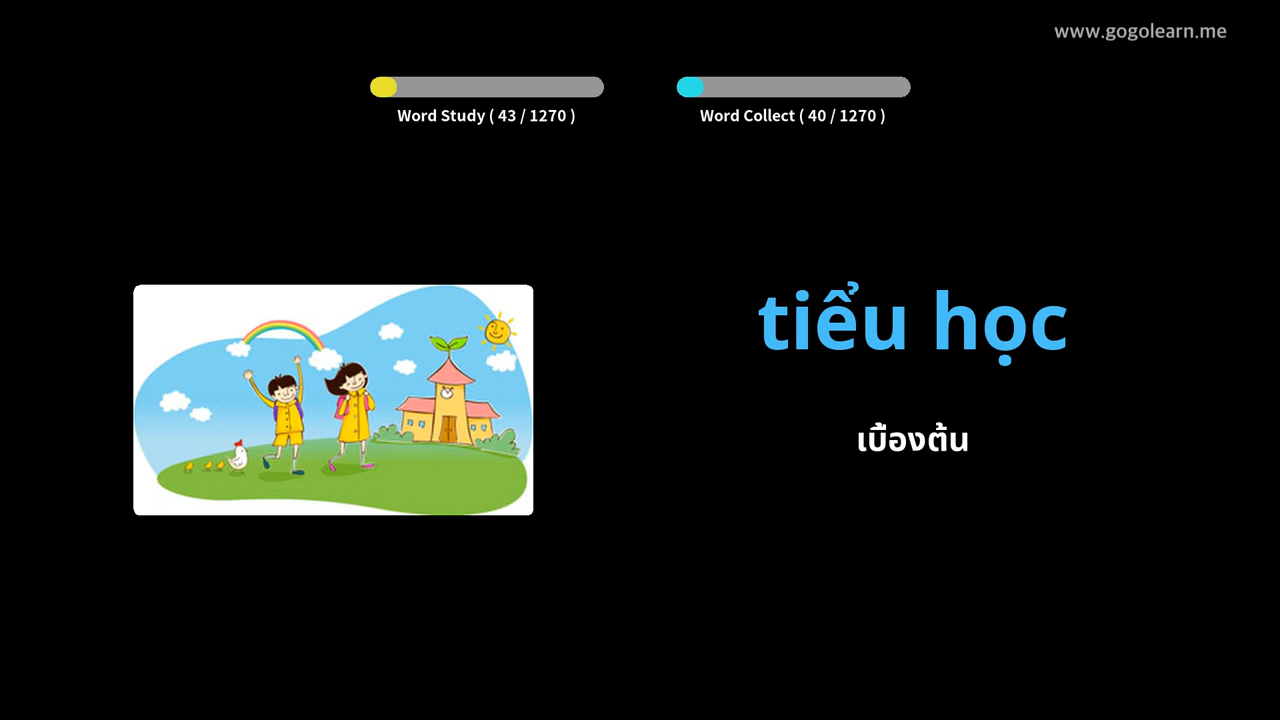 www.gogolearn.me
Word Study ( 43 / 1270 )
Word Collect ( 40 / 1270 )
tiểu học
เบื้องต้น